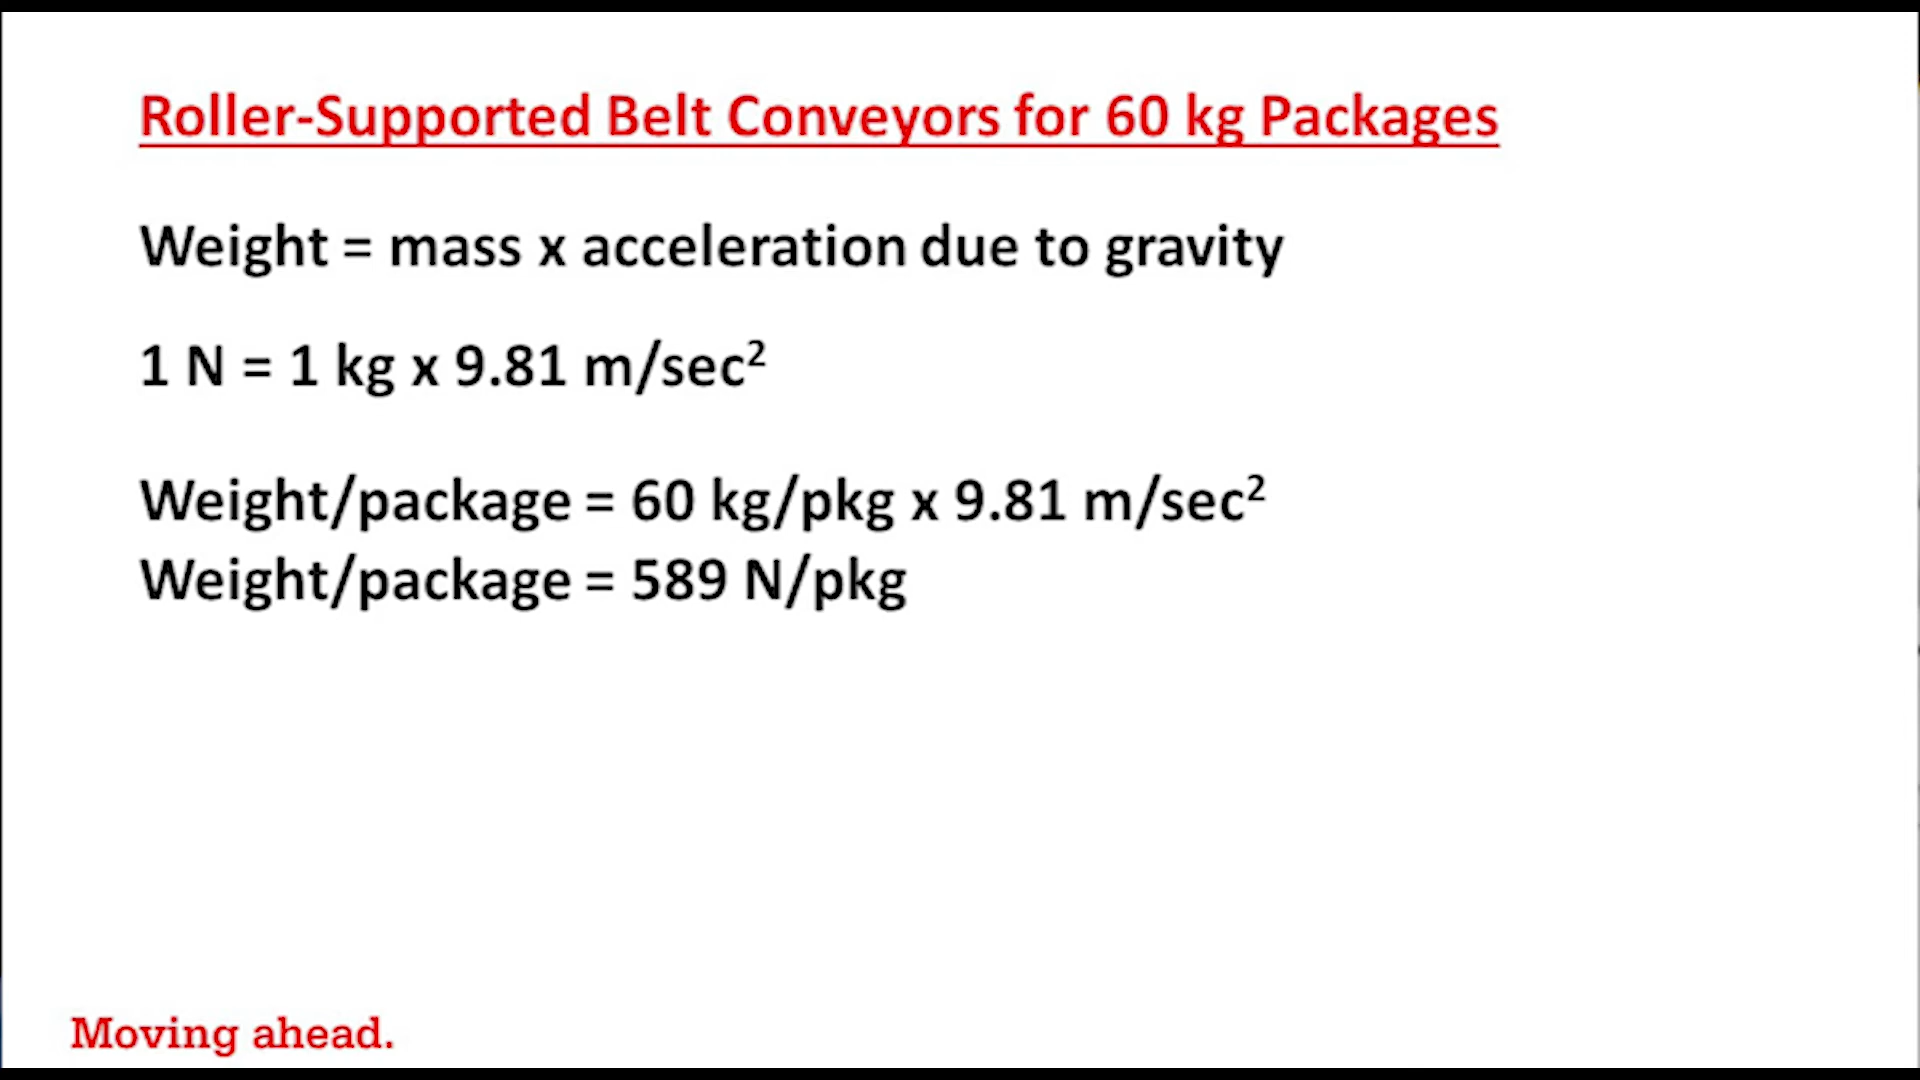 Roller-Supported Belt Conveyors for 60 kg Packages
Weight = mass x acceleration due to gravity
1 N = 1 kg x 9.81 m/sec²
Weight/package = 60 kg/pkg x 9.81 m/sec²
Weight/package = 589 N/pkg
Moving ahead.